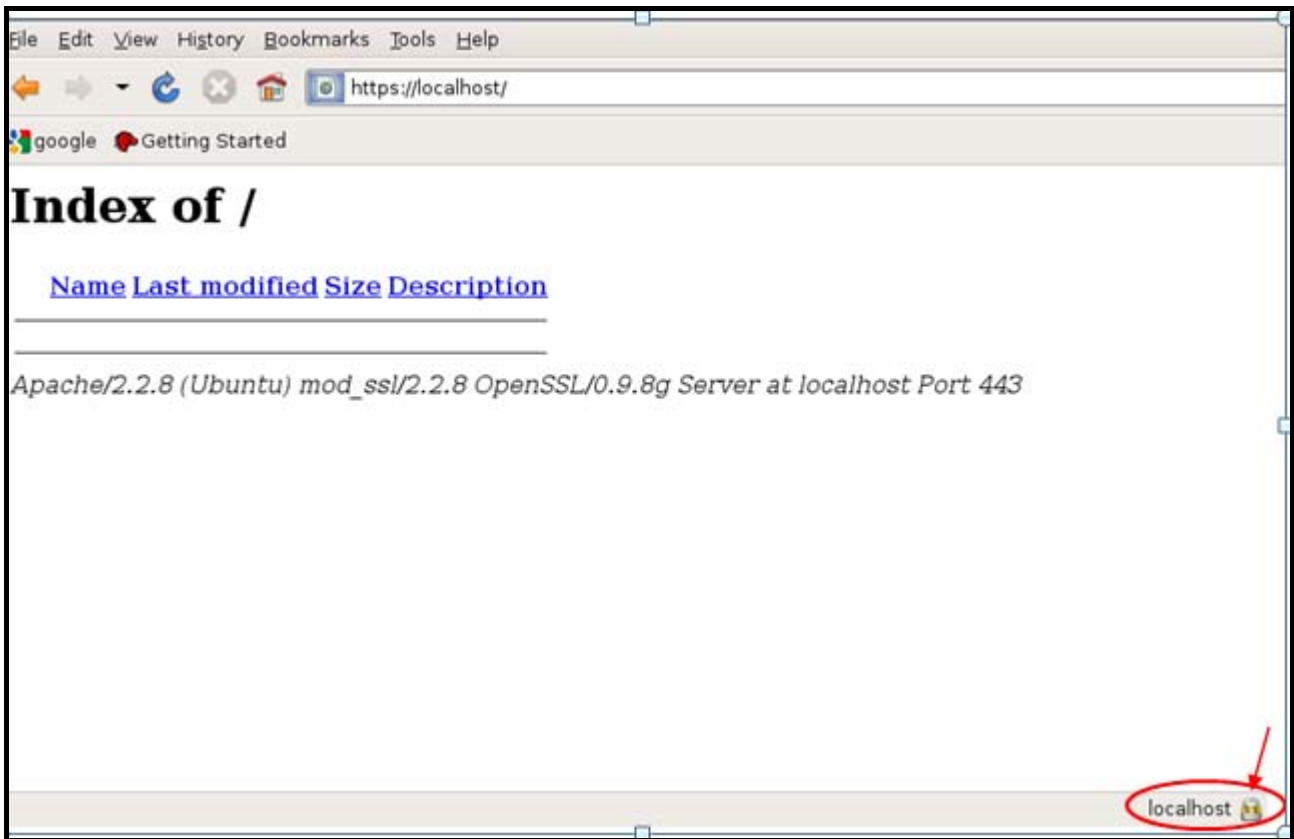 File Edit View History Bookmarks Tools Help
https://localhost/
google Getting Started
Index of /
Name Last modified Size Description
Apache/2.2.8 (Ubuntu) mod_ssl/2.2.8 OpenSSL/0.9.8g Server at localhost Port 443
localhost